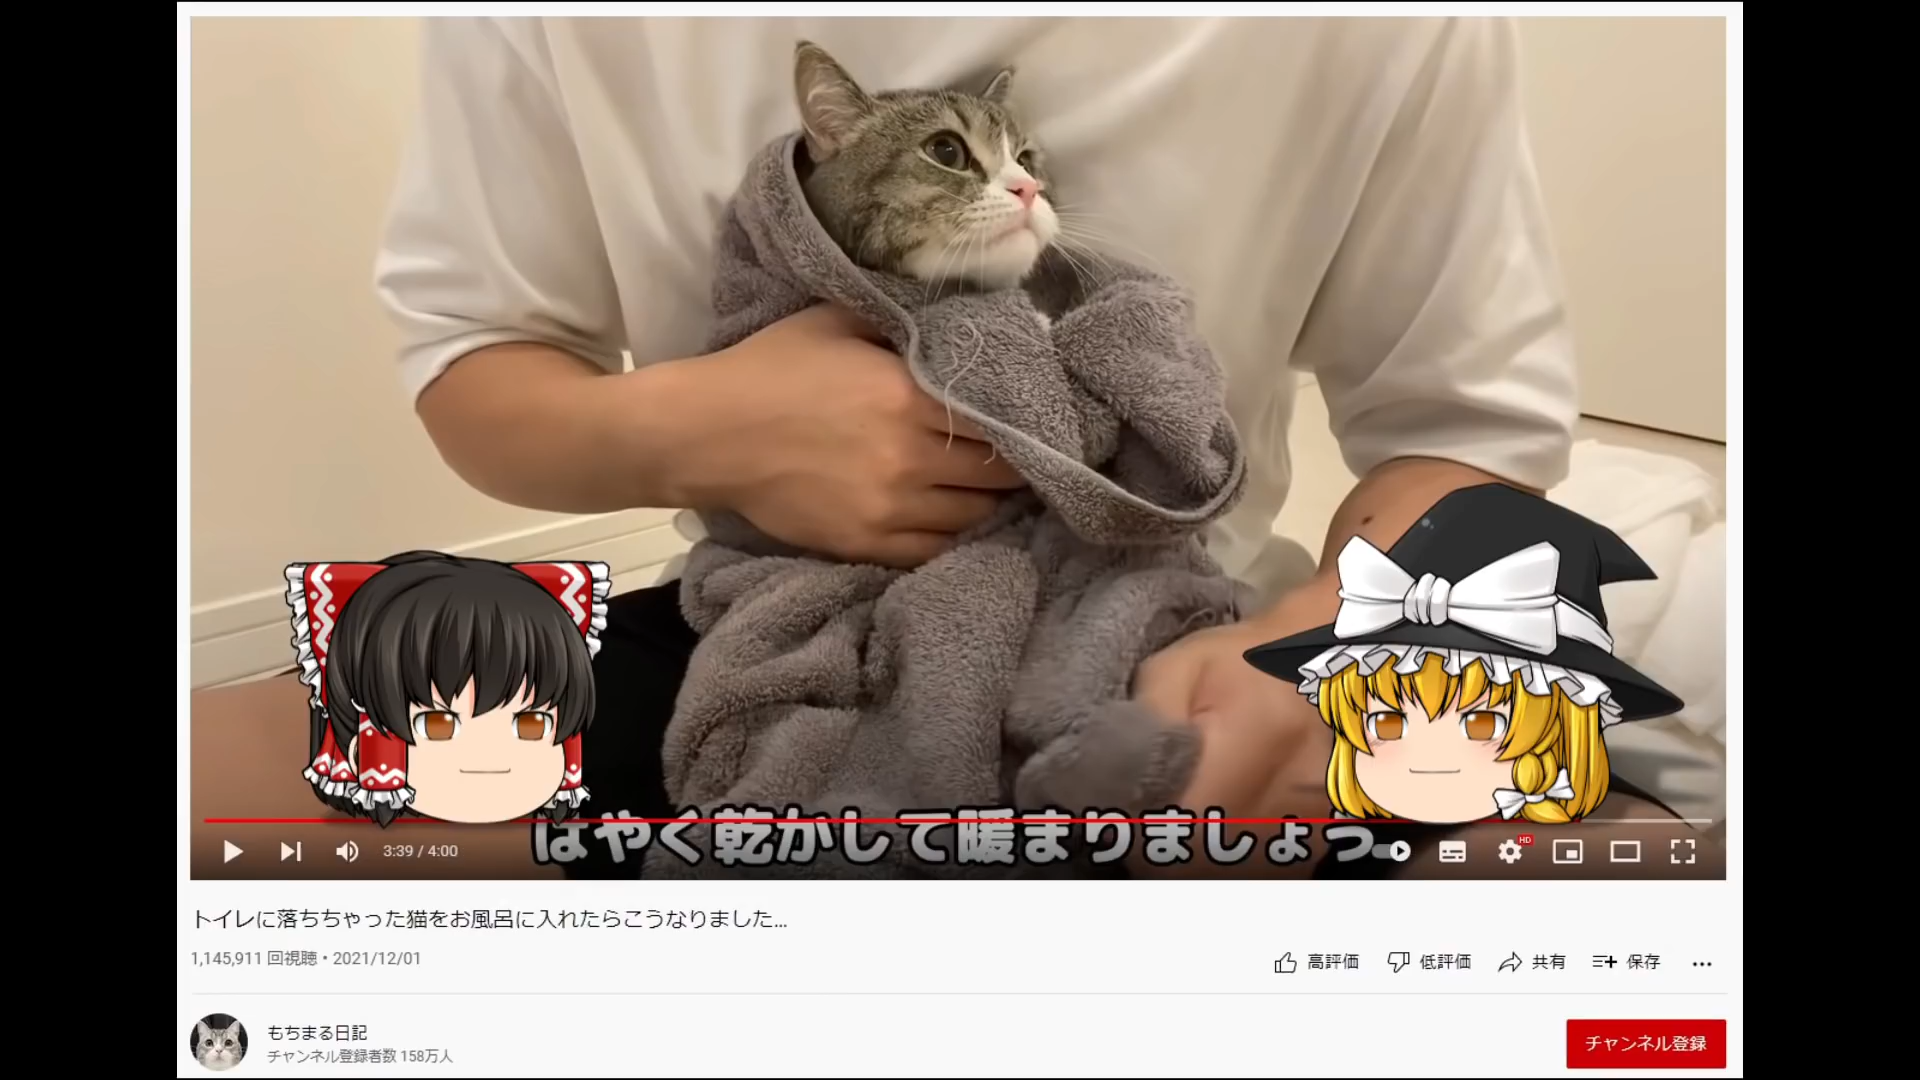 はやく乾かして暖まりましょう
3:39 / 4:00
HD
トイレに落ちちゃった猫をお風呂に入れたらこうなりました...
1,145,911 回視聴・2021/12/01
高評価
低評価
共有
保存
もちまる日記
チャンネル登録者数 158万人
チャンネル登録